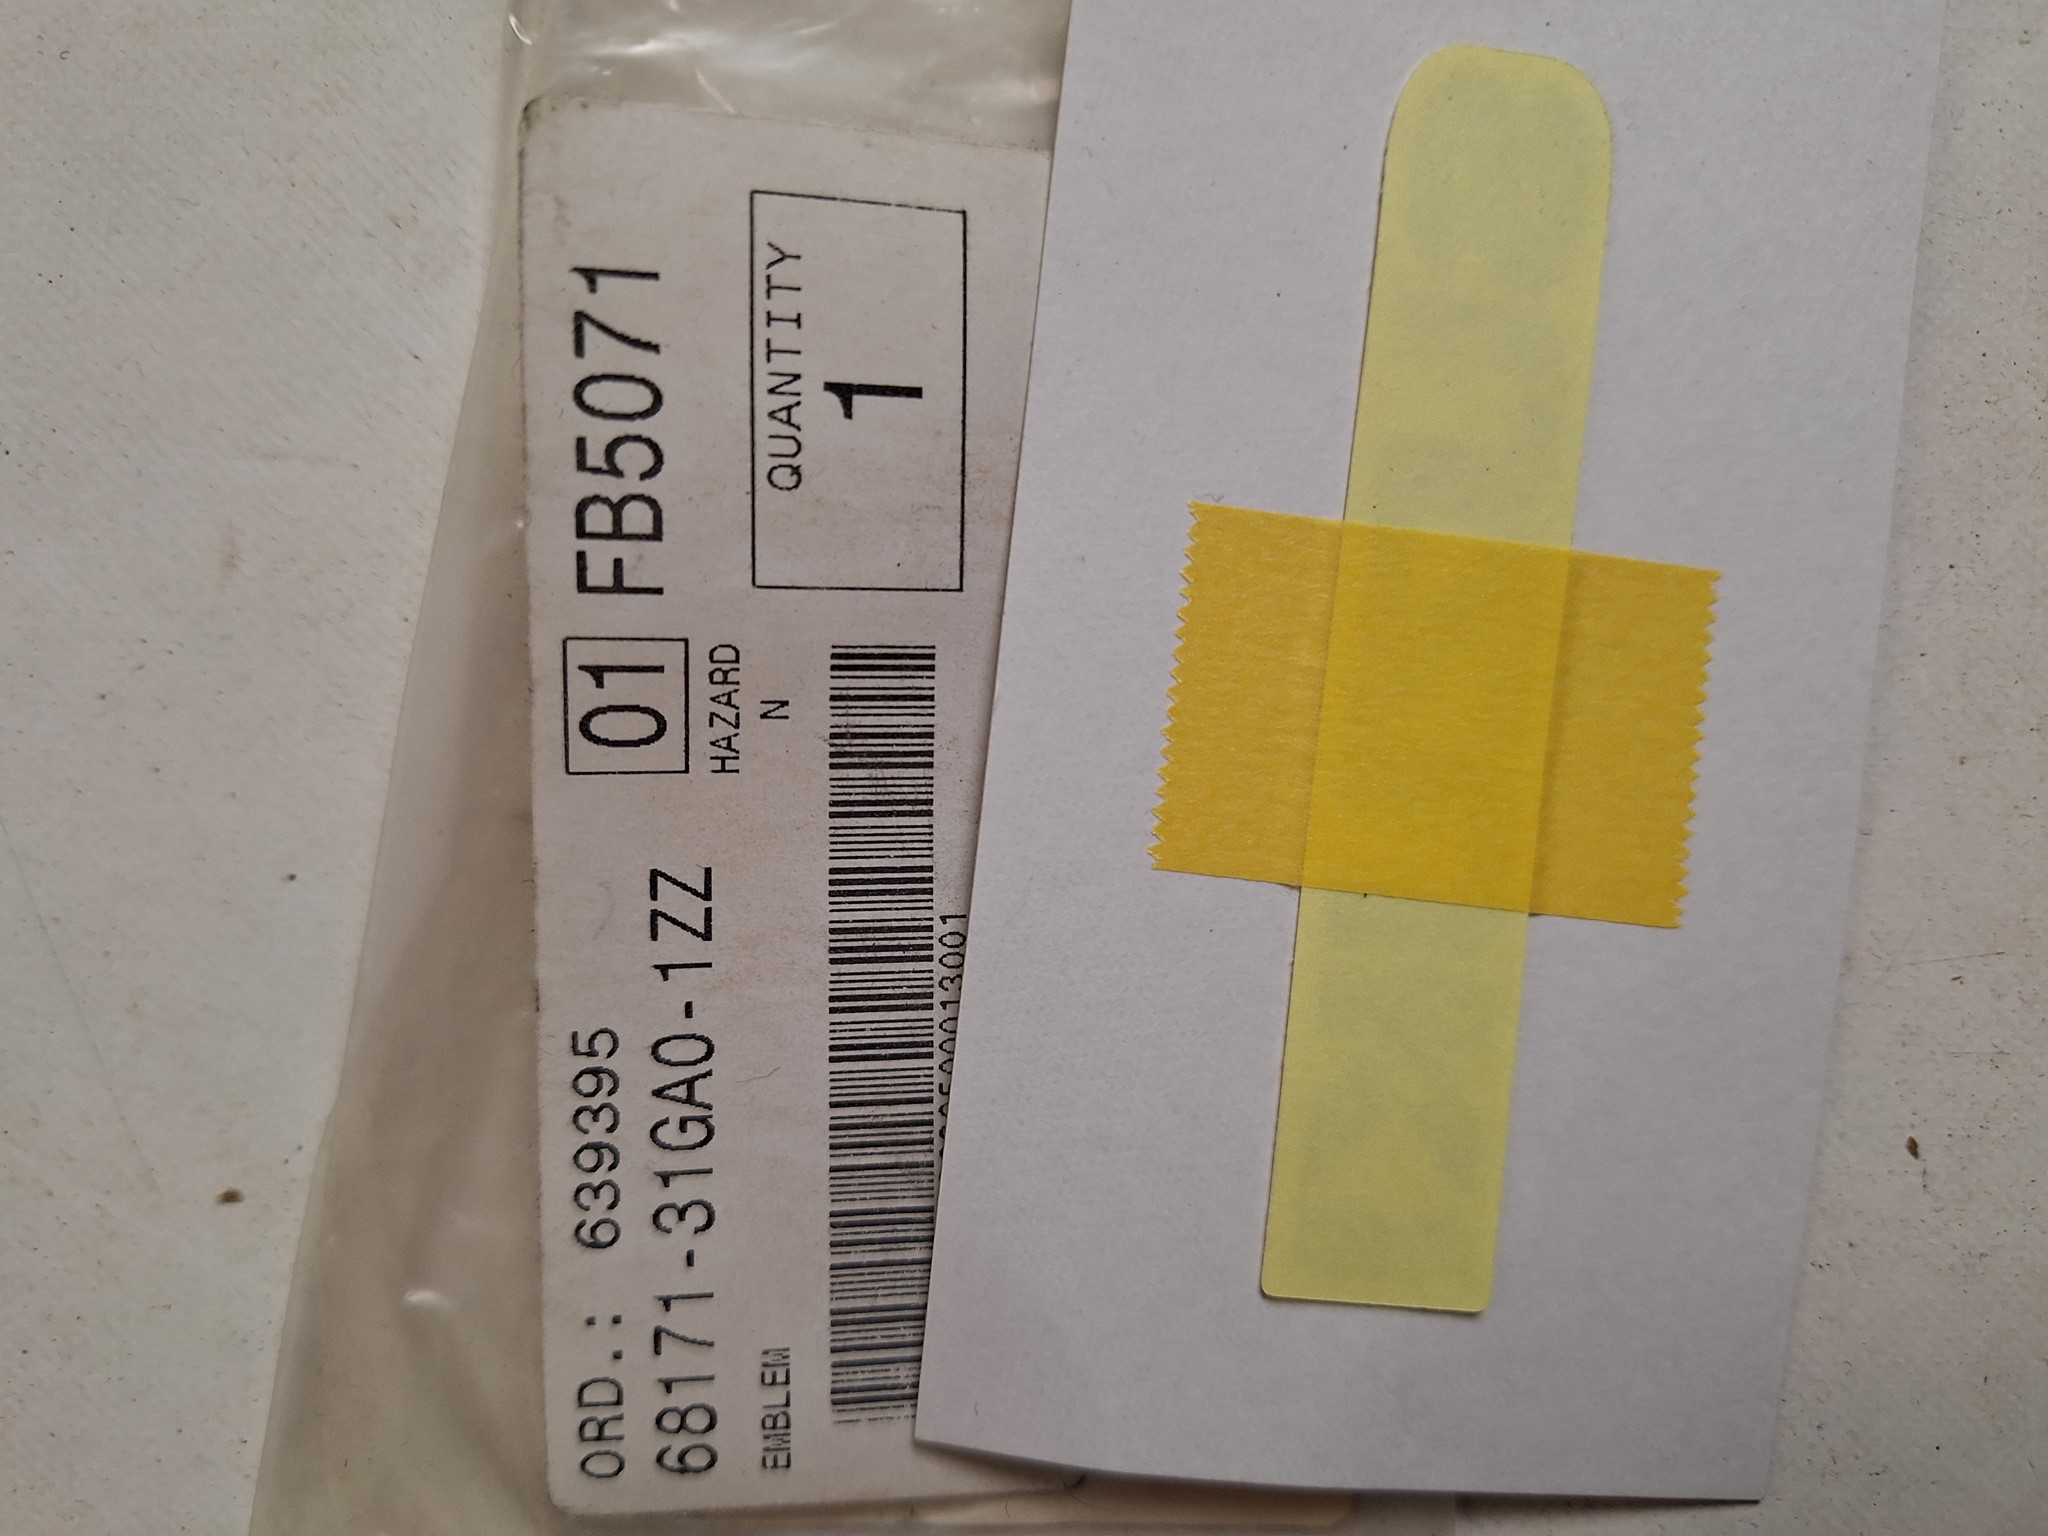 ORD.: 639395 01 FB5071
68171-31GA0-1ZZ
HAZARD
N
EMBLEM
QUANTITY
1